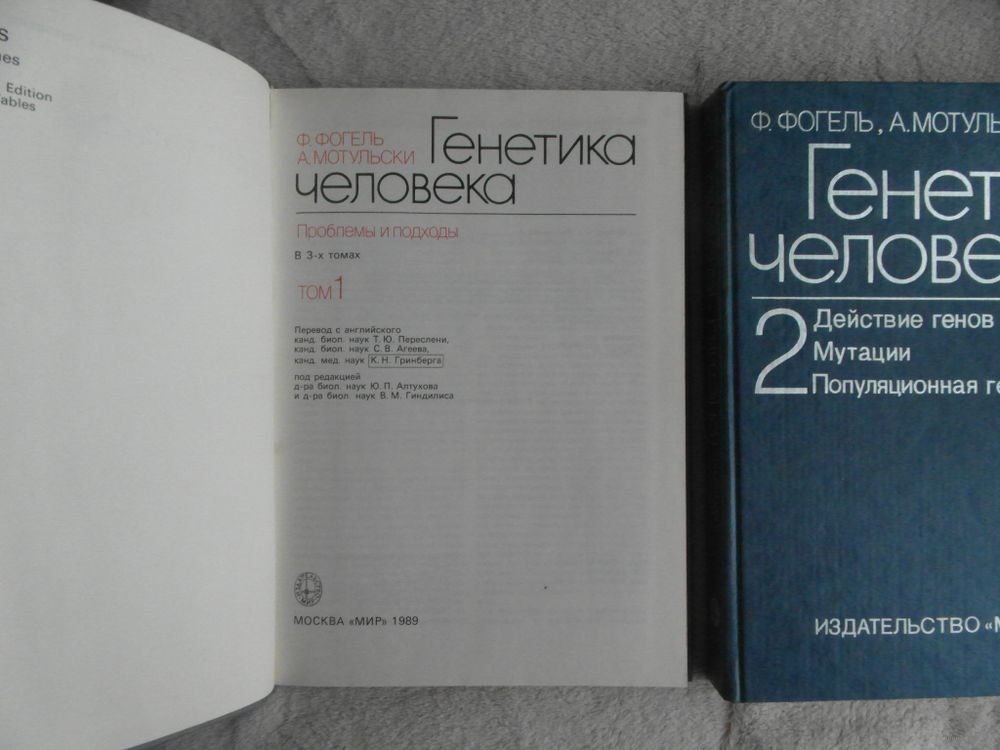 Edition
Ф. ФОГЕЛЬ
А. МОТУЛЬСКИ
Генетика
человека
Проблемы и подходы
В 3-х томах
ТОМ 1
Перевод с английского
канд. биол. наук Т. Ю. Переслени,
канд. биол. наук С. В. Агеева,
канд. мед. наук К. Н. Гринберга
под редакцией
д-ра биол. наук Ю. П. Алтухова
и д-ра биол. наук В. М. Гиндилиса
МОСКВА «МИР» 1989
Ф. ФОГЕЛЬ, А. МОТУЛЬ
Генет
челове
2
Действие генов
Мутации
Популяционная ге
ИЗДАТЕЛЬСТВО «М